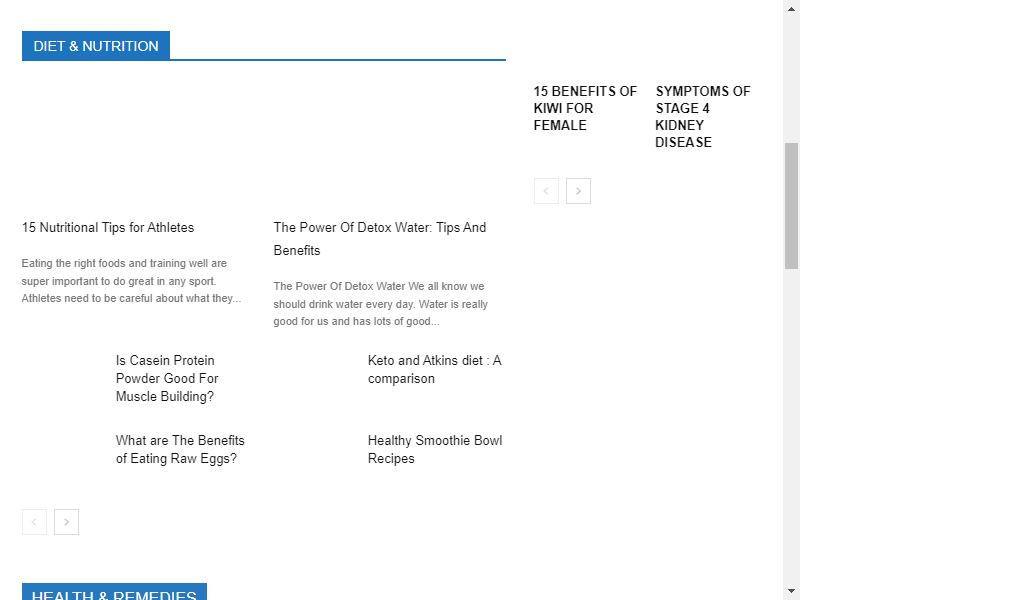 DIET & NUTRITION
15 BENEFITS OF
KIWI FOR
FEMALE
SYMPTOMS OF
STAGE 4
KIDNEY
DISEASE
15 Nutritional Tips for Athletes
Eating the right foods and training well are
super important to do great in any sport.
Athletes need to be careful about what they...
The Power Of Detox Water: Tips And
Benefits
The Power Of Detox Water We all know we
should drink water every day. Water is really
good for us and has lots of good...
Is Casein Protein
Powder Good For
Muscle Building?
Keto and Atkins diet : A
comparison
What are The Benefits
of Eating Raw Eggs?
Healthy Smoothie Bowl
Recipes
HEALTH & REMEDIES